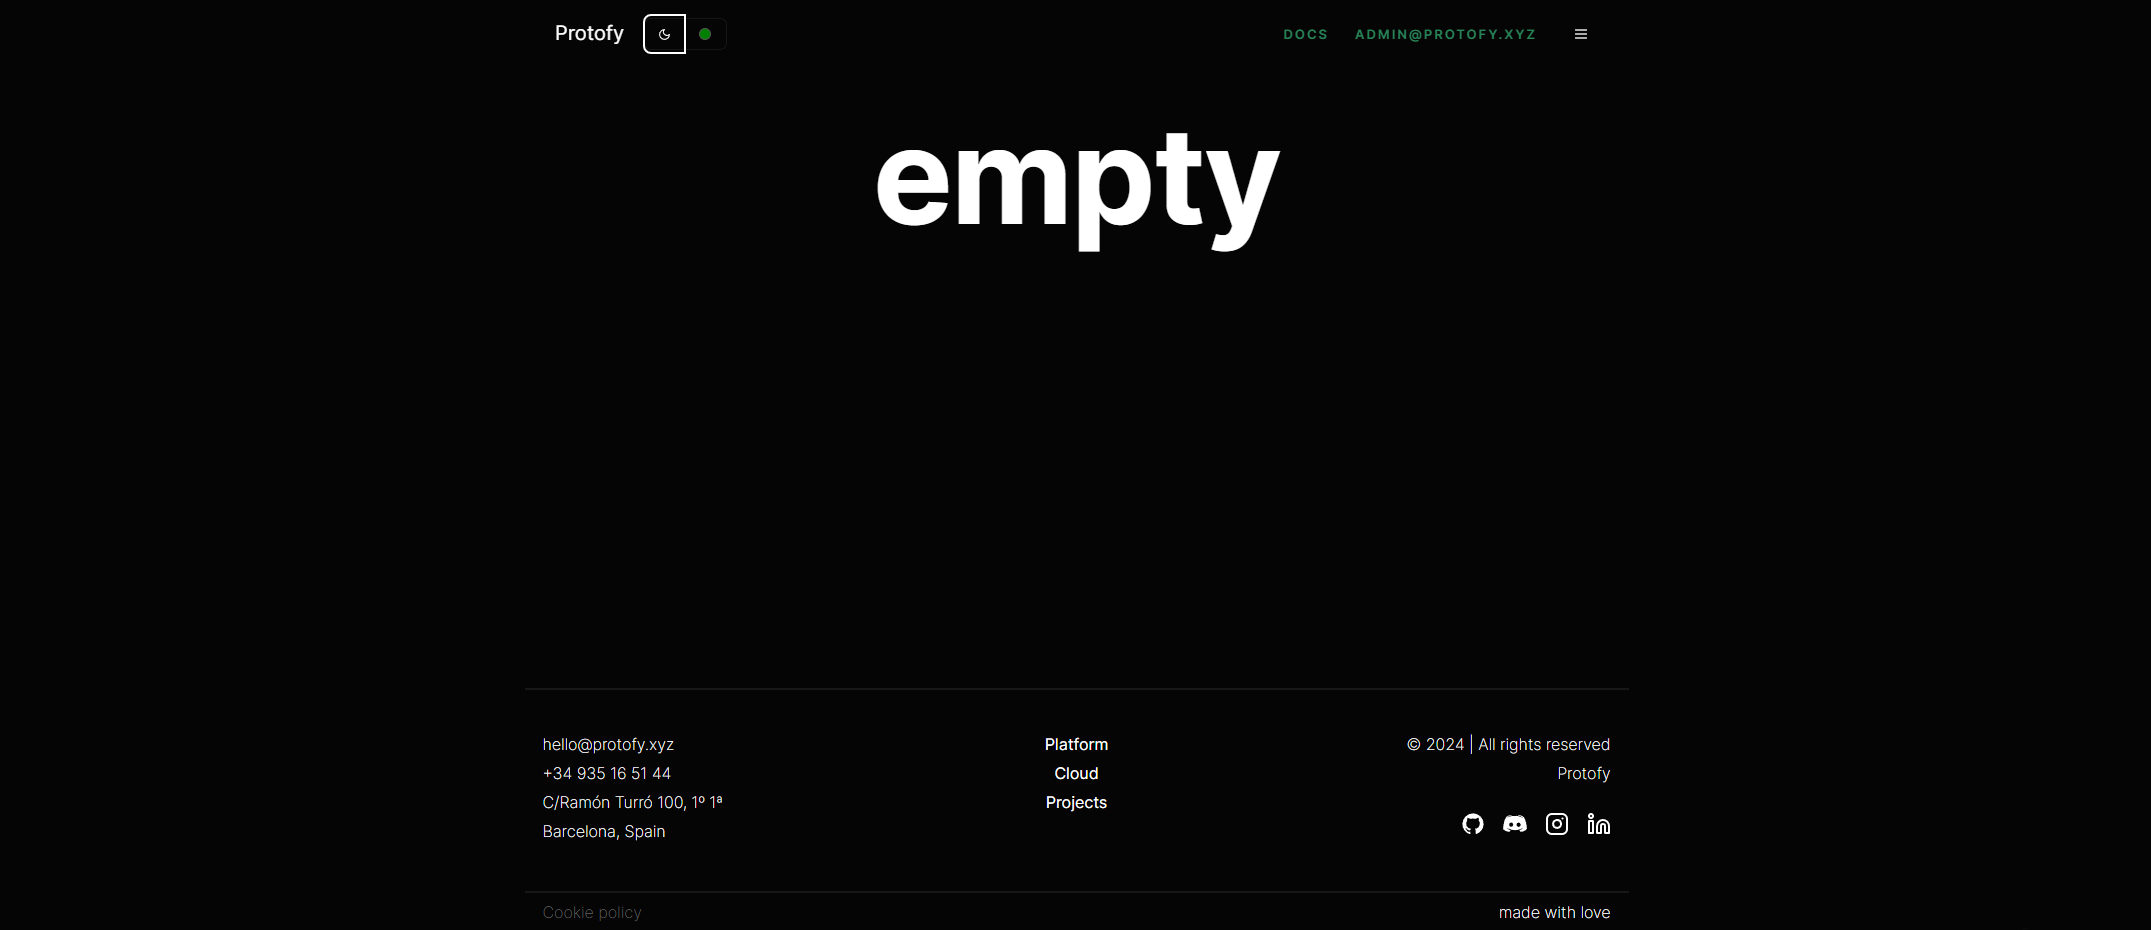 Protofy
DOCS
ADMIN@PROTOFY.XYZ
empty
hello@protofy.xyz
+34 935 16 51 44
C/Ramón Turró 100, 1º 1ª
Barcelona, Spain
Platform
Cloud
Projects
© 2024 | All rights reserved
Protofy
Cookie policy
made with love